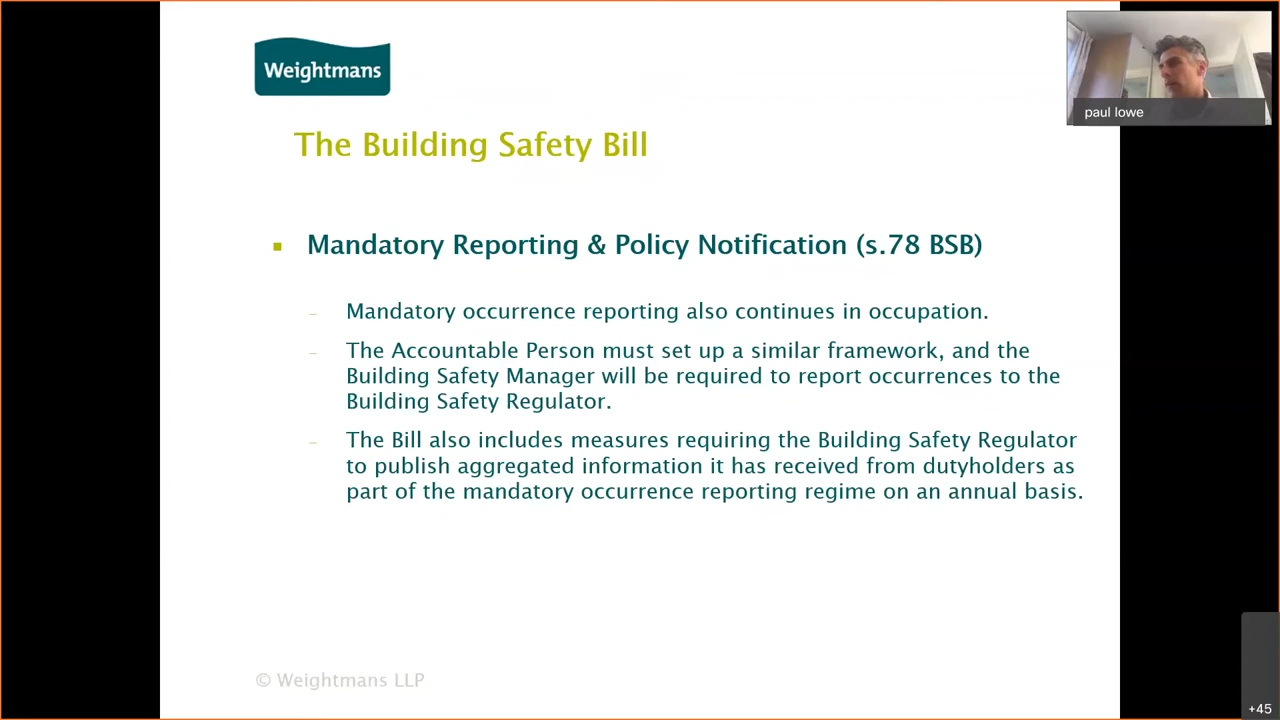 Weightmans
paul lowe
The Building Safety Bill
Mandatory Reporting & Policy Notification (s.78 BSB)
Mandatory occurrence reporting also continues in occupation.
The Accountable Person must set up a similar framework, and the
Building Safety Manager will be required to report occurrences to the
Building Safety Regulator.
The Bill also includes measures requiring the Building Safety Regulator
to publish aggregated information it has received from dutyholders as
part of the mandatory occurrence reporting regime on an annual basis.
© Weightmans LLP
+45